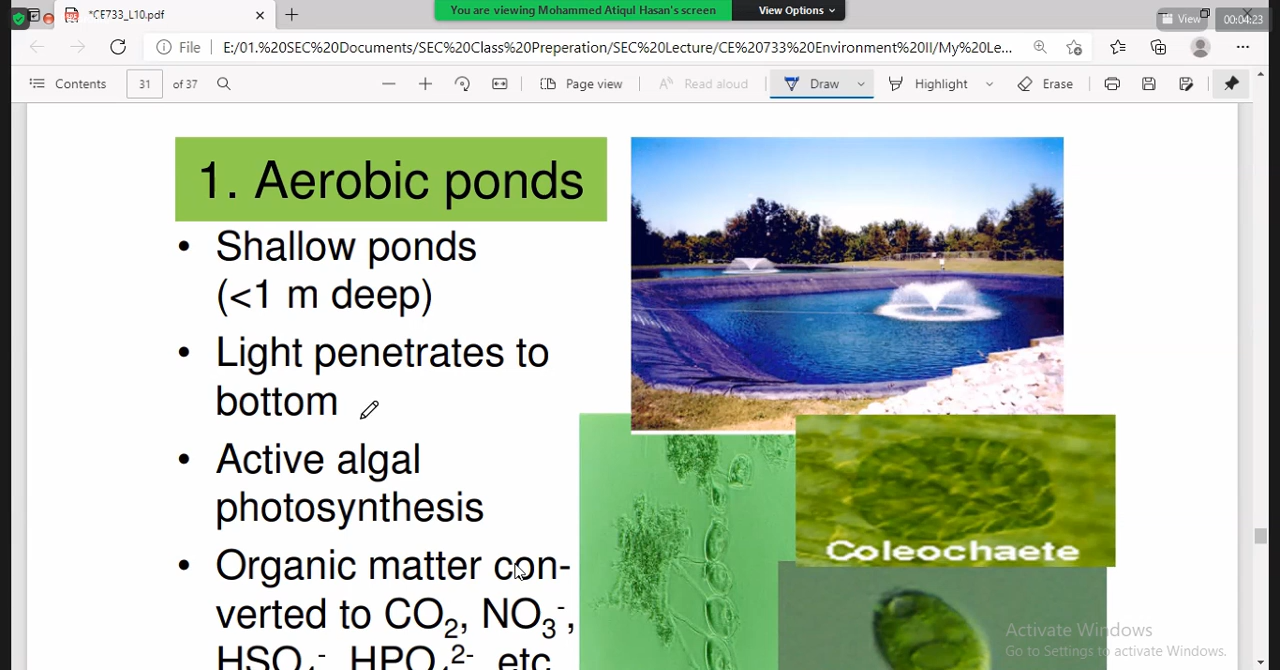 You are viewing Mohammed Atiqul Hasan's screen
View Options
*CE733_L10.pdf
View
00:04:23
File
E:/01.%20SEC%20Documents/SEC%20Class%20Preperation/SEC%20Lecture/CE%20733%20Environment%20II/My%20Le...
Contents
31
of 37
Page view
Read aloud
Draw
Highlight
Erase
1. Aerobic ponds
• Shallow ponds
(<1 m deep)
• Light penetrates to
bottom
• Active algal
photosynthesis
• Organic matter con-
verted to CO₂, NO₃⁻,
HSO₄⁻, HPO₄²⁻, etc
Coleochaete
Activate Windows
Go to Settings to activate Windows.